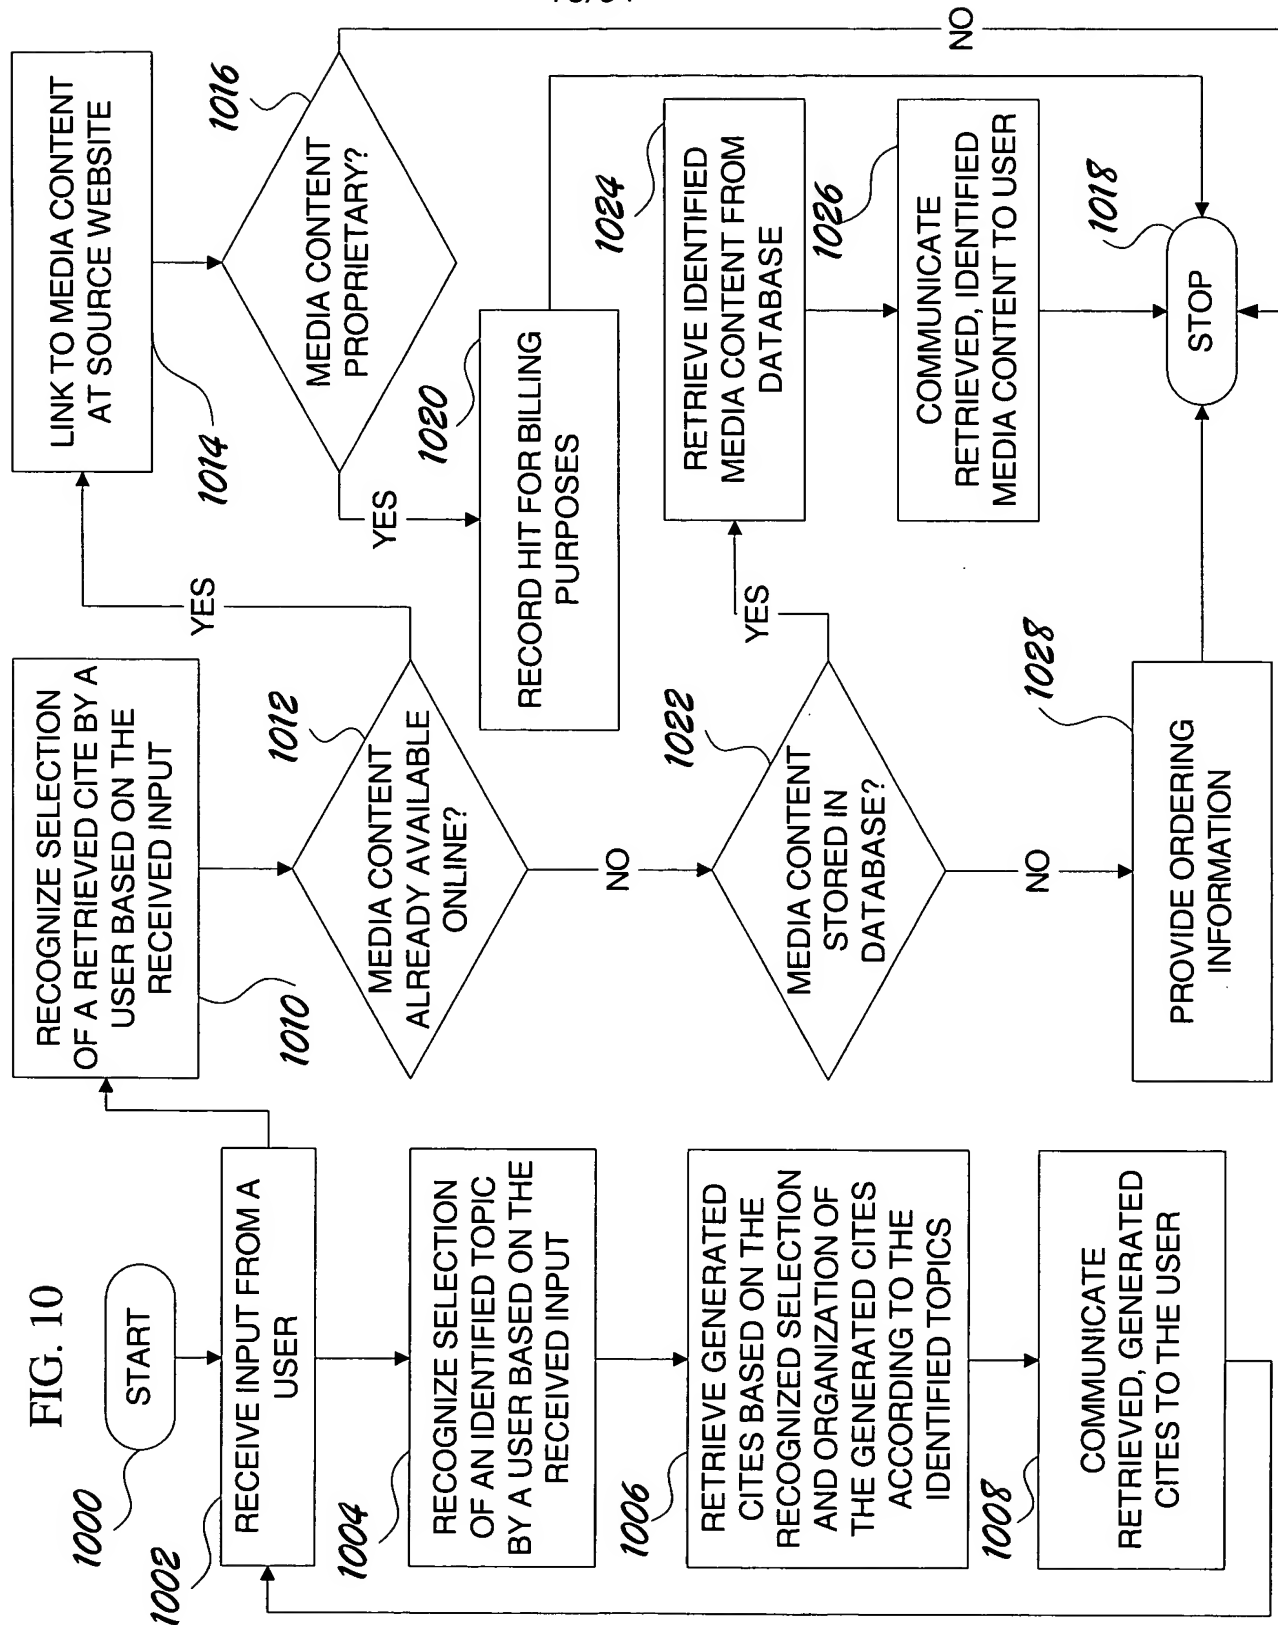 FIG. 10
START
1000
RECEIVE INPUT FROM A
USER
1002
RECOGNIZE SELECTION
OF AN IDENTIFIED TOPIC
BY A USER BASED ON THE
RECEIVED INPUT
1004
RETRIEVE GENERATED
CITES BASED ON THE
RECOGNIZED SELECTION
AND ORGANIZATION OF
THE GENERATED CITES
ACCORDING TO THE
IDENTIFIED TOPICS
1006
COMMUNICATE
RETRIEVED, GENERATED
CITES TO THE USER
1008
RECOGNIZE SELECTION
OF A RETRIEVED CITE BY A
USER BASED ON THE
RECEIVED INPUT
1010
MEDIA CONTENT
ALREADY AVAILABLE
ONLINE?
1012
YES
NO
LINK TO MEDIA CONTENT
AT SOURCE WEBSITE
1014
MEDIA CONTENT
PROPRIETARY?
1016
YES
NO
RECORD HIT FOR BILLING
PURPOSES
1020
MEDIA CONTENT
STORED IN
DATABASE?
1022
YES
NO
RETRIEVE IDENTIFIED
MEDIA CONTENT FROM
DATABASE
1024
COMMUNICATE
RETRIEVED, IDENTIFIED
MEDIA CONTENT TO USER
1026
PROVIDE ORDERING
INFORMATION
1028
STOP
1018